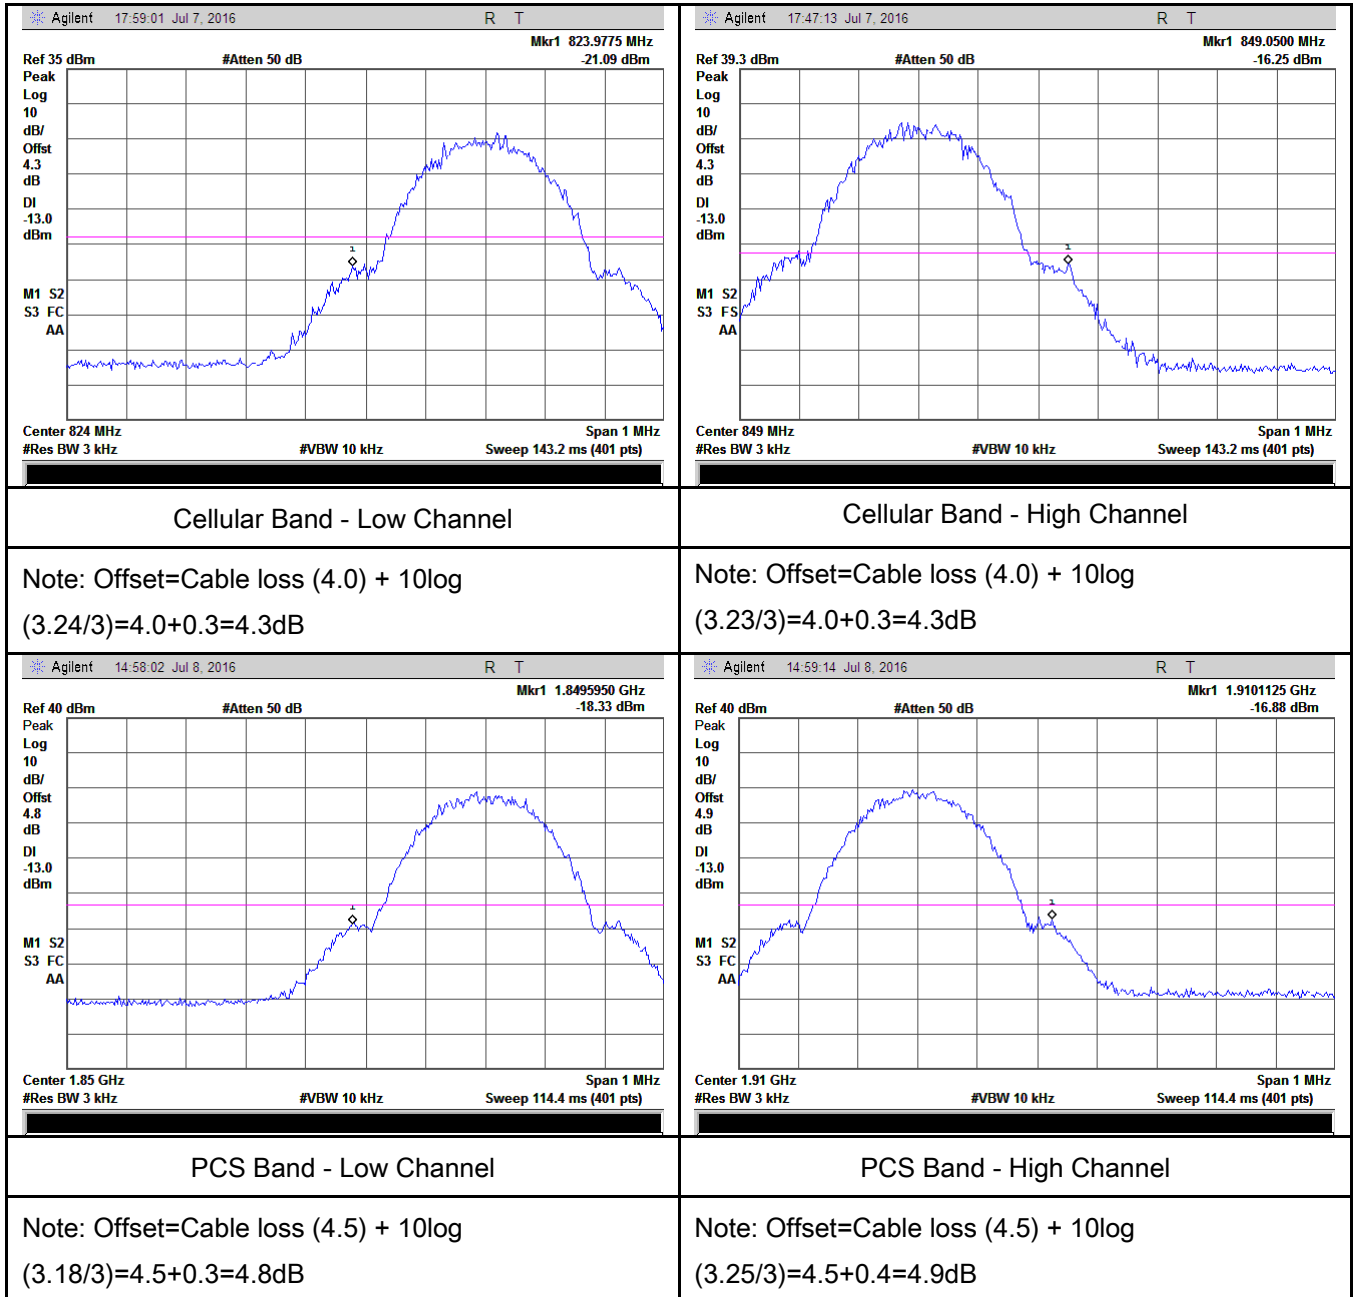 Agilent 17:59:01 Jul 7, 2016 R T
Mkr1 823.9775 MHz
Ref 35 dBm #Atten 50 dB -21.09 dBm
Peak
Log
10
dB/
Offst
4.3
dB
DI
-13.0
dBm
1
M1 S2
S3 FC
AA
Center 824 MHz Span 1 MHz
#Res BW 3 kHz #VBW 10 kHz Sweep 143.2 ms (401 pts)
Agilent 17:47:13 Jul 7, 2016 R T
Mkr1 849.0500 MHz
Ref 39.3 dBm #Atten 50 dB -16.25 dBm
Peak
Log
10
dB/
Offst
4.3
dB
DI
-13.0
dBm
1
M1 S2
S3 FS
AA
Center 849 MHz Span 1 MHz
#Res BW 3 kHz #VBW 10 kHz Sweep 143.2 ms (401 pts)
Cellular Band - Low Channel
Cellular Band - High Channel
Note: Offset=Cable loss (4.0) + 10log
(3.24/3)=4.0+0.3=4.3dB
Note: Offset=Cable loss (4.0) + 10log
(3.23/3)=4.0+0.3=4.3dB
Agilent 14:58:02 Jul 8, 2016 R T
Mkr1 1.8495950 GHz
Ref 40 dBm #Atten 50 dB -18.33 dBm
Peak
Log
10
dB/
Offst
4.8
dB
DI
-13.0
dBm
1
M1 S2
S3 FC
AA
Center 1.85 GHz Span 1 MHz
#Res BW 3 kHz #VBW 10 kHz Sweep 114.4 ms (401 pts)
Agilent 14:59:14 Jul 8, 2016 R T
Mkr1 1.9101125 GHz
Ref 40 dBm #Atten 50 dB -16.88 dBm
Peak
Log
10
dB/
Offst
4.9
dB
DI
-13.0
dBm
1
M1 S2
S3 FC
AA
Center 1.91 GHz Span 1 MHz
#Res BW 3 kHz #VBW 10 kHz Sweep 114.4 ms (401 pts)
PCS Band - Low Channel
PCS Band - High Channel
Note: Offset=Cable loss (4.5) + 10log
(3.18/3)=4.5+0.3=4.8dB
Note: Offset=Cable loss (4.5) + 10log
(3.25/3)=4.5+0.4=4.9dB